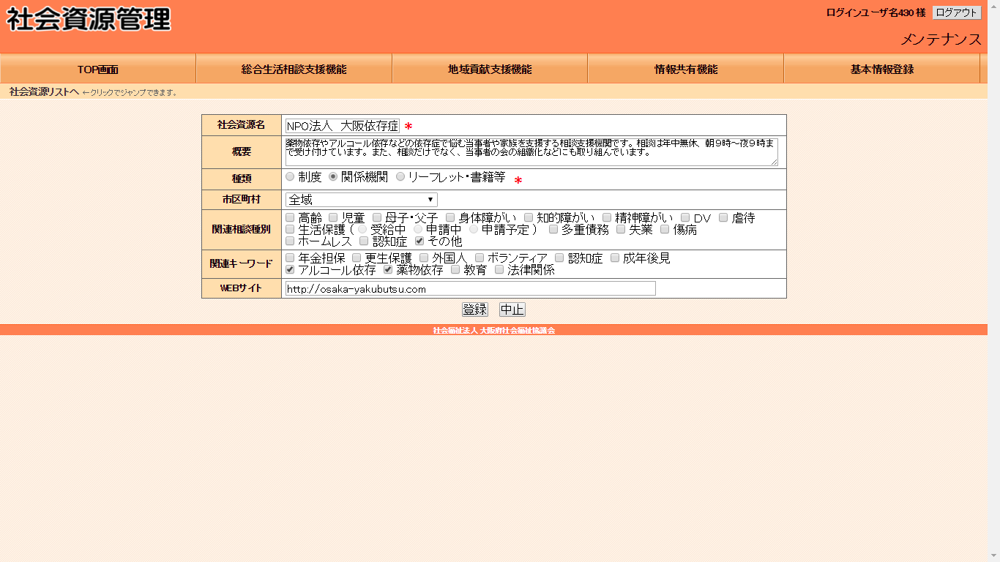 社会資源管理
ログインユーザ名430 様 ログアウト
メンテナンス
TOP画面 総合生活相談支援機能 地域貢献支援機能 情報共有機能 基本情報登録
社会資源リストへ ←クリックでジャンプできます。
社会資源名 NPO法人 大阪依存症 *
概要 薬物依存やアルコール依存などの依存症で悩む当事者や家族を支援する相談支援機関です。相談は年中無休、朝9時～夜9時ま
で受け付けています。また、相談だけでなく、当事者の会の組織化などにも取り組んでいます。
種類 制度 関係機関 リーフレット・書籍等 *
市区町村 全域
関連相談種別 高齢 児童 母子・父子 身体障がい 知的障がい 精神障がい DV 虐待
生活保護 ( 受給中 申請中 申請予定 ) 多重債務 失業 傷病
ホームレス 認知症 その他
関連キーワード 年金担保 更生保護 外国人 ボランティア 認知症 成年後見
アルコール依存 薬物依存 教育 法律関係
WEBサイト http://osaka-yakubutsu.com
登録 中止
社会福祉法人 大阪府社会福祉協議会